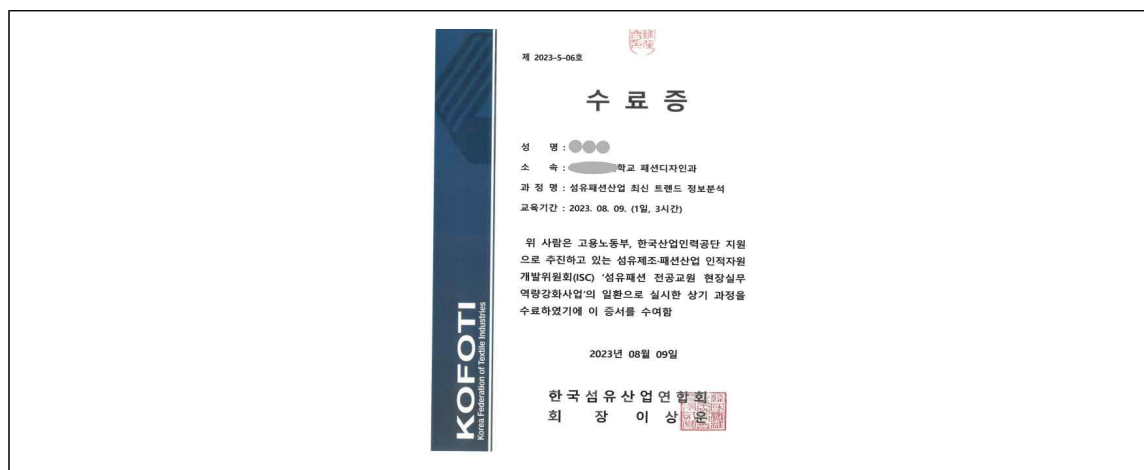 제 2023-5-06호
수 료 증
성 명 :
소 속 : 학교 패션디자인과
과 정 명 : 섬유패션산업 최신 트렌드 정보분석
교육기간 : 2023. 08. 09. (1일, 3시간)
위 사람은 고용노동부, 한국산업인력공단 지원
으로 추진하고 있는 섬유제조·패션산업 인적자원
개발위원회(ISC) '섬유패션 전공교원 현장실무
역량강화사업'의 일환으로 실시한 상기 과정을
수료하였기에 이 증서를 수여함
2023년 08월 09일
한국섬유산업연합회
회 장 이 상 운
KOFOTI
Korea Federation of Textile Industries